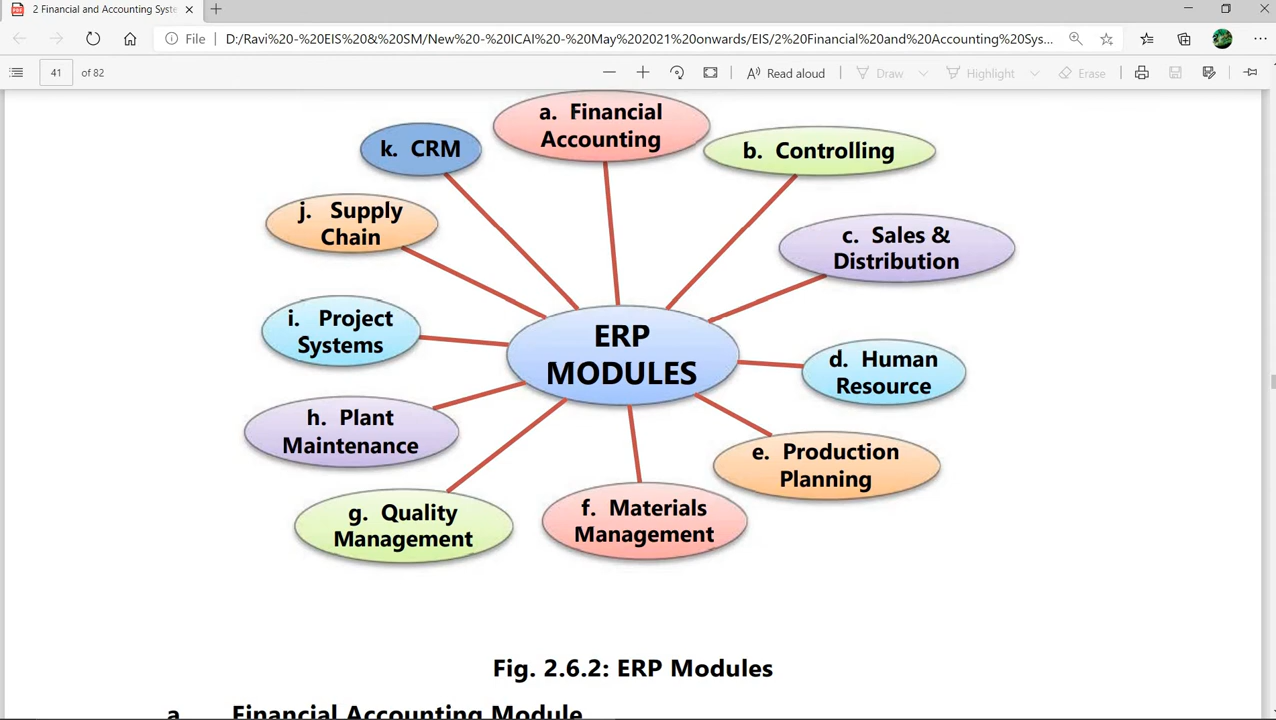 2 Financial and Accounting Syste
File
D:/Ravi%20-%20EIS%20&%20SM/New%20-%20ICAI%20-%20May%202021%20onwards/EIS/2%20Financial%20and%20Accounting%20Sys...
41 of 82
Read aloud
Draw
Highlight
Erase
a. Financial
Accounting
b. Controlling
c. Sales &
Distribution
d. Human
Resource
e. Production
Planning
f. Materials
Management
g. Quality
Management
h. Plant
Maintenance
i. Project
Systems
j. Supply
Chain
k. CRM
ERP
MODULES
Fig. 2.6.2: ERP Modules
a. Financial Accounting Module